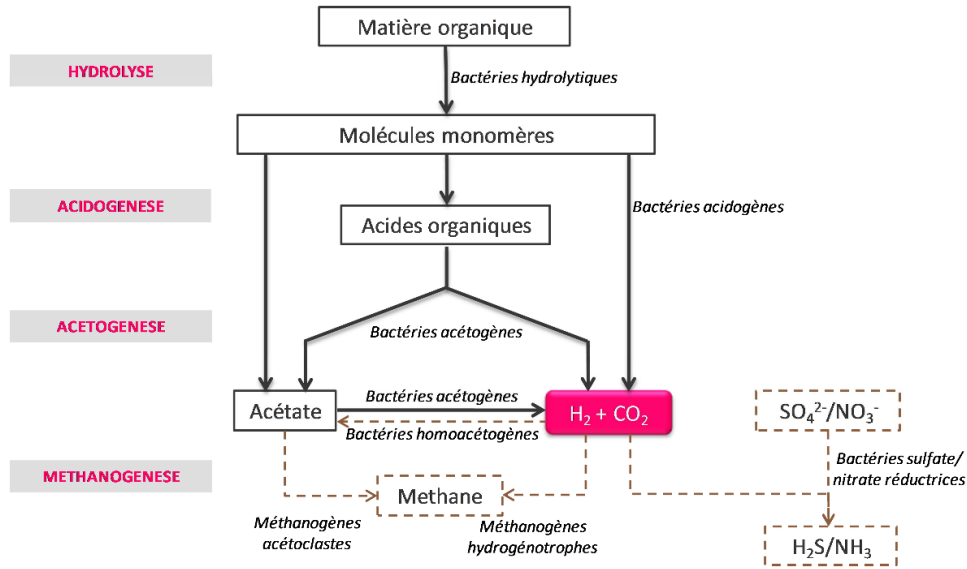 Matière organique
HYDROLYSE
Bactéries hydrolytiques
Molécules monomères
ACIDOGENESE
Bactéries acidogènes
Acides organiques
ACETOGENESE
Bactéries acétogènes
Acétate
Bactéries acétogènes
H₂ + CO₂
SO₄²⁻/NO₃⁻
Bactéries homoacétogènes
METHANOGENESE
Bactéries sulfate/
nitrate réductrices
Methane
Méthanogènes
acétoclastes
Méthanogènes
hydrogénotrophes
H₂S/NH₃